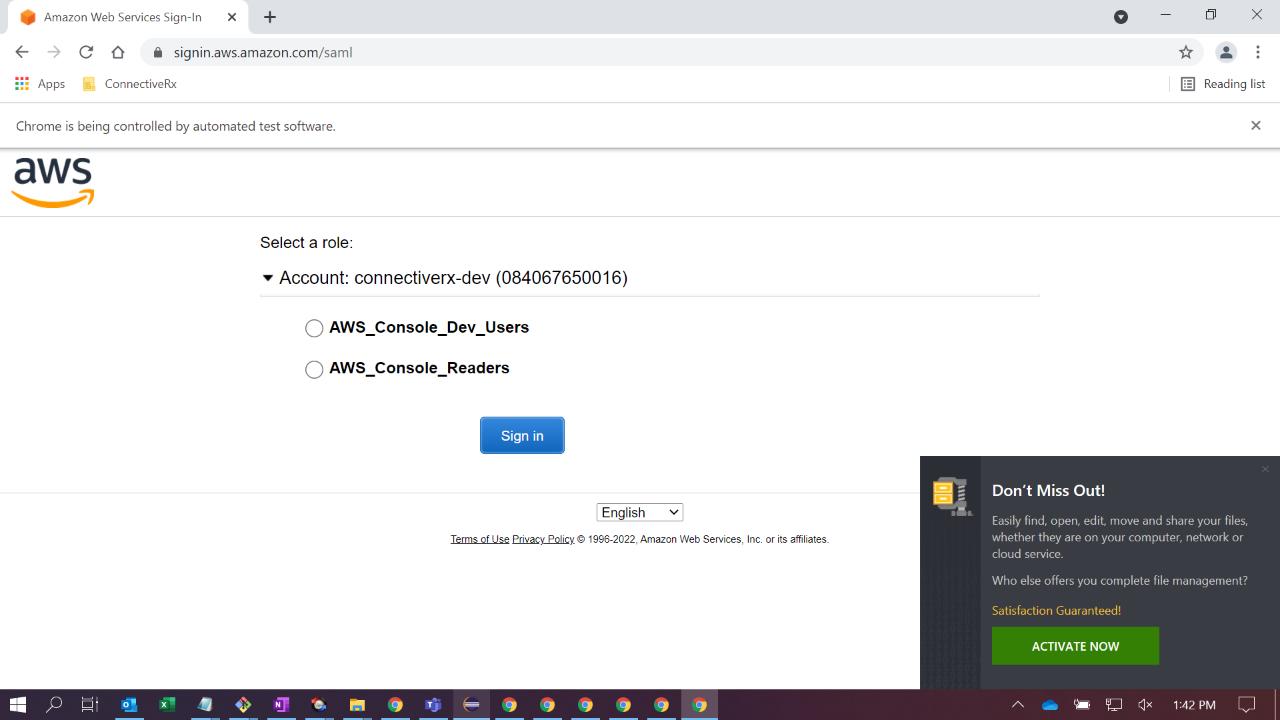 Amazon Web Services Sign-In
signin.aws.amazon.com/saml
Apps
ConnectiveRx
Reading list
Chrome is being controlled by automated test software.
aws
Select a role:
Account: connectiverx-dev (084067650016)
AWS_Console_Dev_Users
AWS_Console_Readers
Sign in
English
Terms of Use Privacy Policy © 1996-2022, Amazon Web Services, Inc. or its affiliates.
Don't Miss Out!
Easily find, open, edit, move and share your files,
whether they are on your computer, network or
cloud service.
Who else offers you complete file management?
Satisfaction Guaranteed!
ACTIVATE NOW
1:42 PM